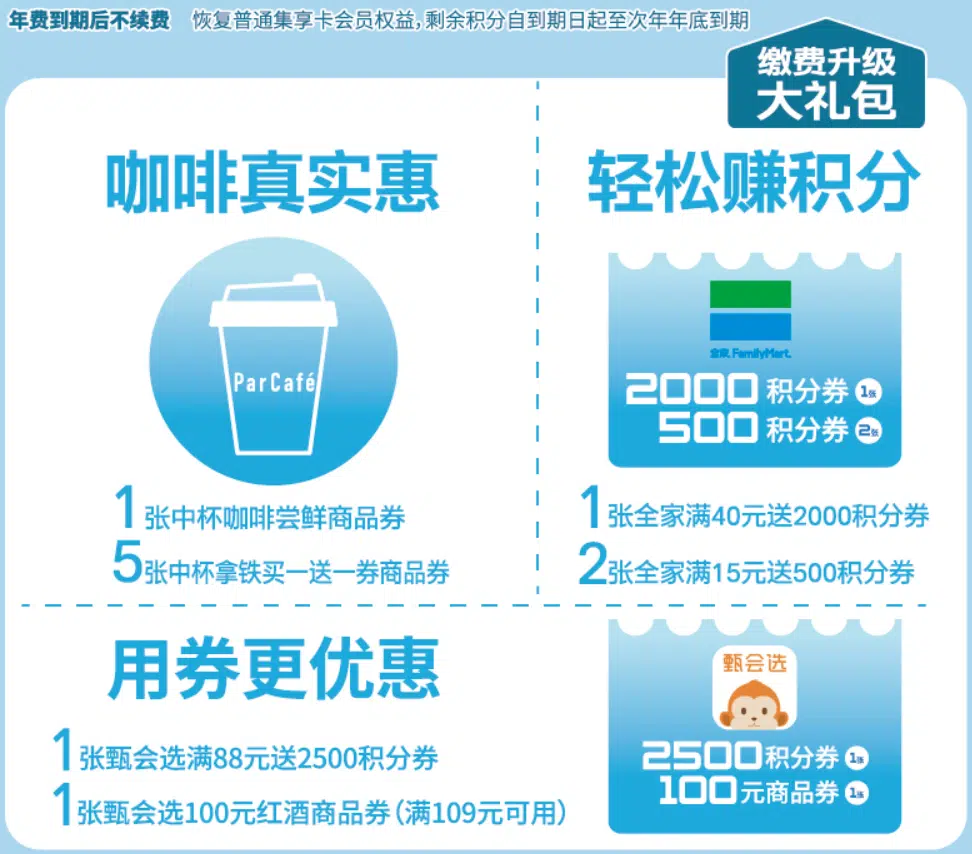 年费到期后不续费 恢复普通集享卡会员权益,剩余积分自到期日起至次年年底到期
缴费升级
大礼包
咖啡真实惠
ParCafé
1张中杯咖啡尝鲜商品券
5张中杯拿铁买一送一券商品券
轻松赚积分
全家 FamilyMart.
2000积分券1张
500积分券2张
1张全家满40元送2000积分券
2张全家满15元送500积分券
用券更优惠
1张甄会选满88元送2500积分券
1张甄会选100元红酒商品券(满109元可用)
甄会选
2500积分券1张
100元商品券1张